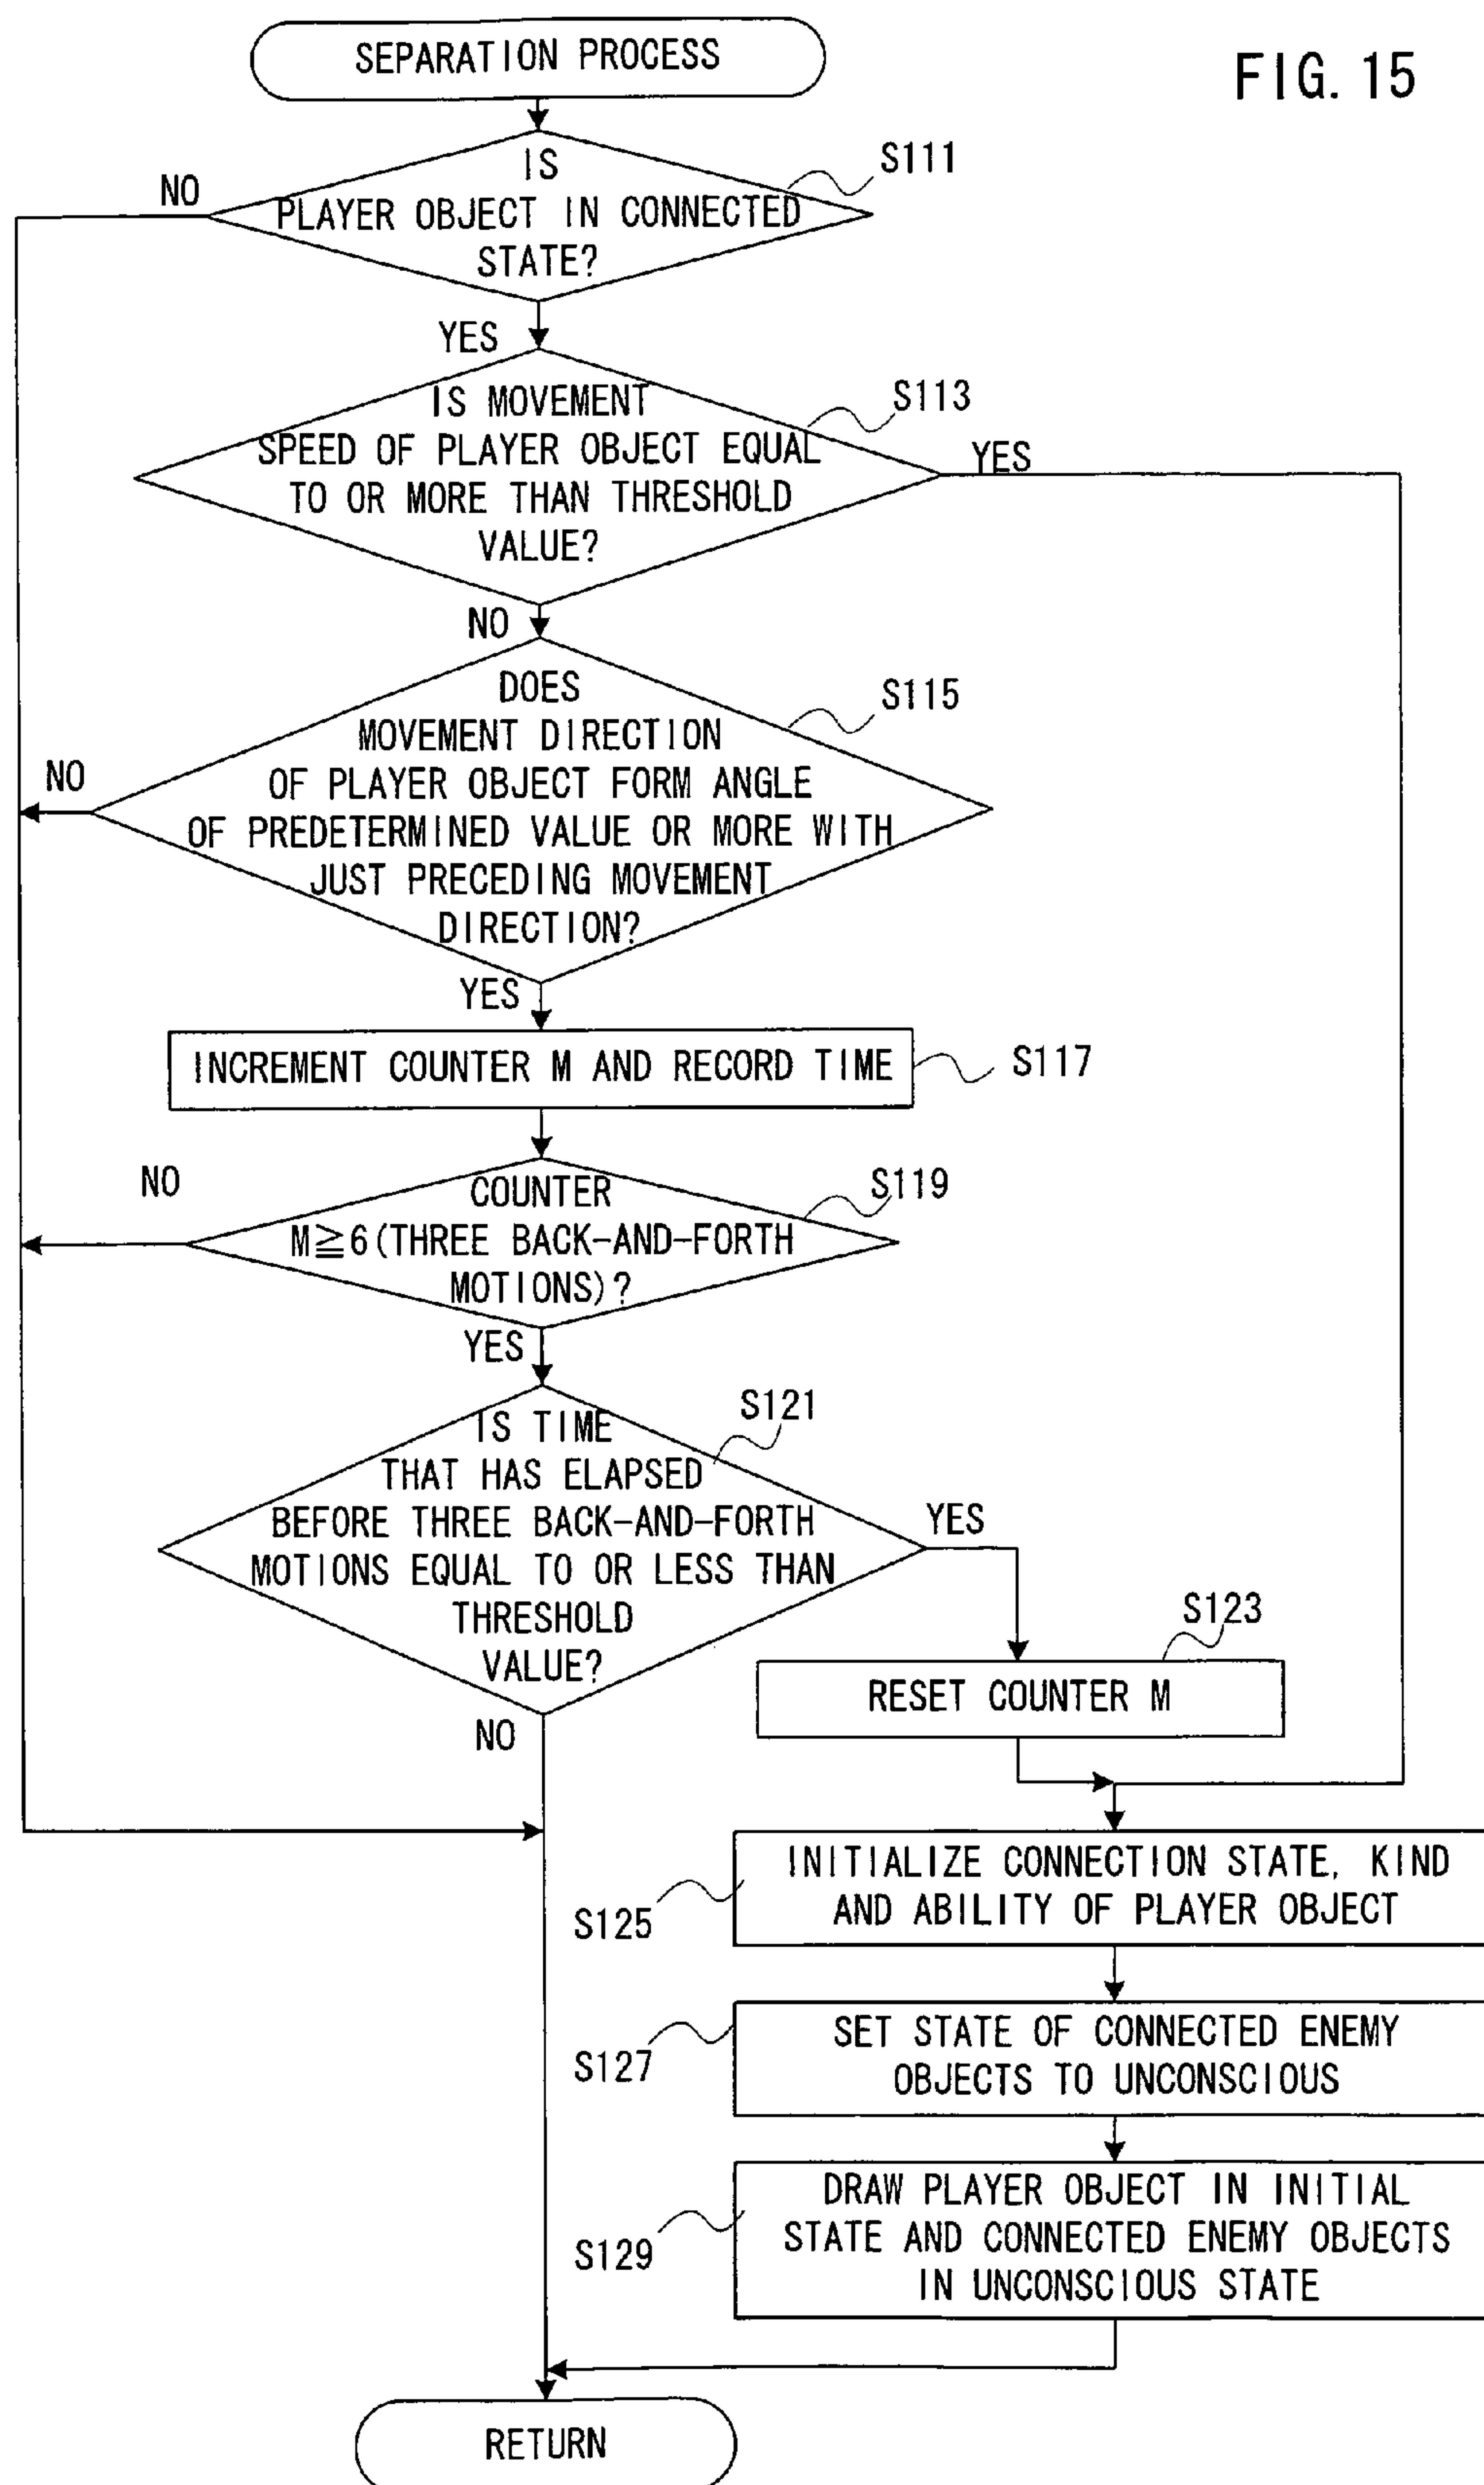 SEPARATION PROCESS
FIG. 15
IS
PLAYER OBJECT IN CONNECTED
STATE?
S111
NO
YES
IS MOVEMENT
SPEED OF PLAYER OBJECT EQUAL
TO OR MORE THAN THRESHOLD
VALUE?
S113
YES
NO
DOES
MOVEMENT DIRECTION
OF PLAYER OBJECT FORM ANGLE
OF PREDETERMINED VALUE OR MORE WITH
JUST PRECEDING MOVEMENT
DIRECTION?
S115
NO
YES
INCREMENT COUNTER M AND RECORD TIME
S117
COUNTER
M≧6(THREE BACK-AND-FORTH
MOTIONS)?
S119
NO
YES
IS TIME
THAT HAS ELAPSED
BEFORE THREE BACK-AND-FORTH
MOTIONS EQUAL TO OR LESS THAN
THRESHOLD
VALUE?
S121
YES
NO
S123
RESET COUNTER M
INITIALIZE CONNECTION STATE, KIND
AND ABILITY OF PLAYER OBJECT
S125
SET STATE OF CONNECTED ENEMY
OBJECTS TO UNCONSCIOUS
S127
DRAW PLAYER OBJECT IN INITIAL
STATE AND CONNECTED ENEMY OBJECTS
IN UNCONSCIOUS STATE
S129
RETURN